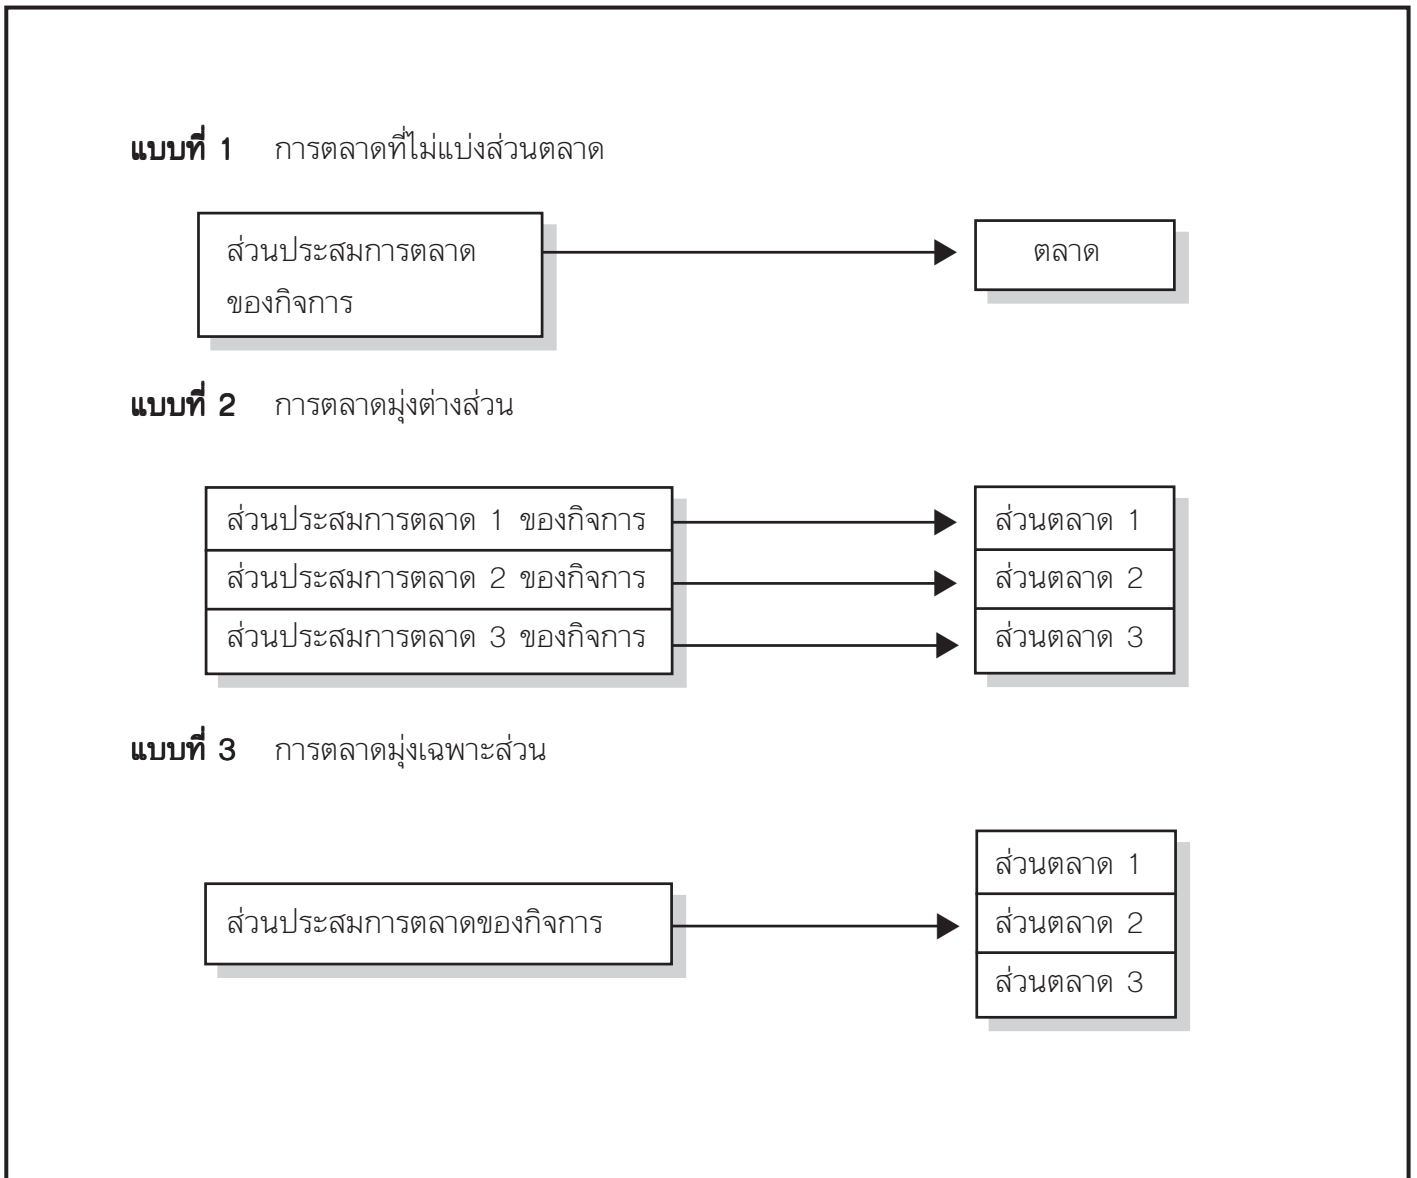 แบบที่ 1 การตลาดที่ไม่แบ่งส่วนตลาด
ส่วนประสมการตลาด
ของกิจการ
ตลาด
แบบที่ 2 การตลาดมุ่งต่างส่วน
ส่วนประสมการตลาด 1 ของกิจการ
ส่วนตลาด 1
ส่วนประสมการตลาด 2 ของกิจการ
ส่วนตลาด 2
ส่วนประสมการตลาด 3 ของกิจการ
ส่วนตลาด 3
แบบที่ 3 การตลาดมุ่งเฉพาะส่วน
ส่วนประสมการตลาดของกิจการ
ส่วนตลาด 1
ส่วนตลาด 2
ส่วนตลาด 3